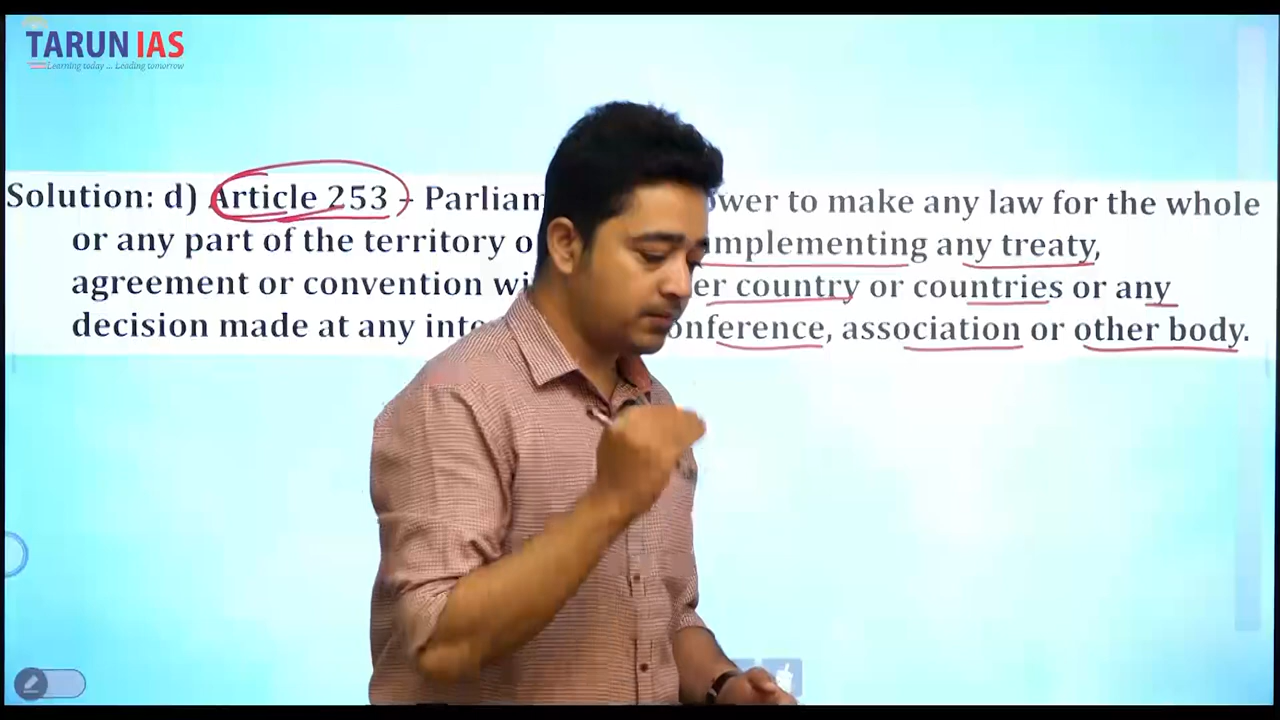 TARUN IAS
Learning today ... Leading tomorrow
Solution: d) Article 253 - Parliam ower to make any law for the whole
or any part of the territory o implementing any treaty,
agreement or convention wi er country or countries or any
decision made at any inte onference, association or other body.